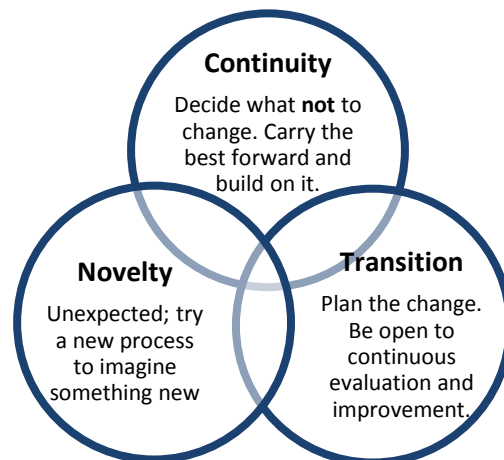 Continuity
Decide what not to
change. Carry the
best forward and
build on it.
Novelty
Unexpected; try
a new process
to imagine
something new
Transition
Plan the change.
Be open to
continuous
evaluation and
improvement.